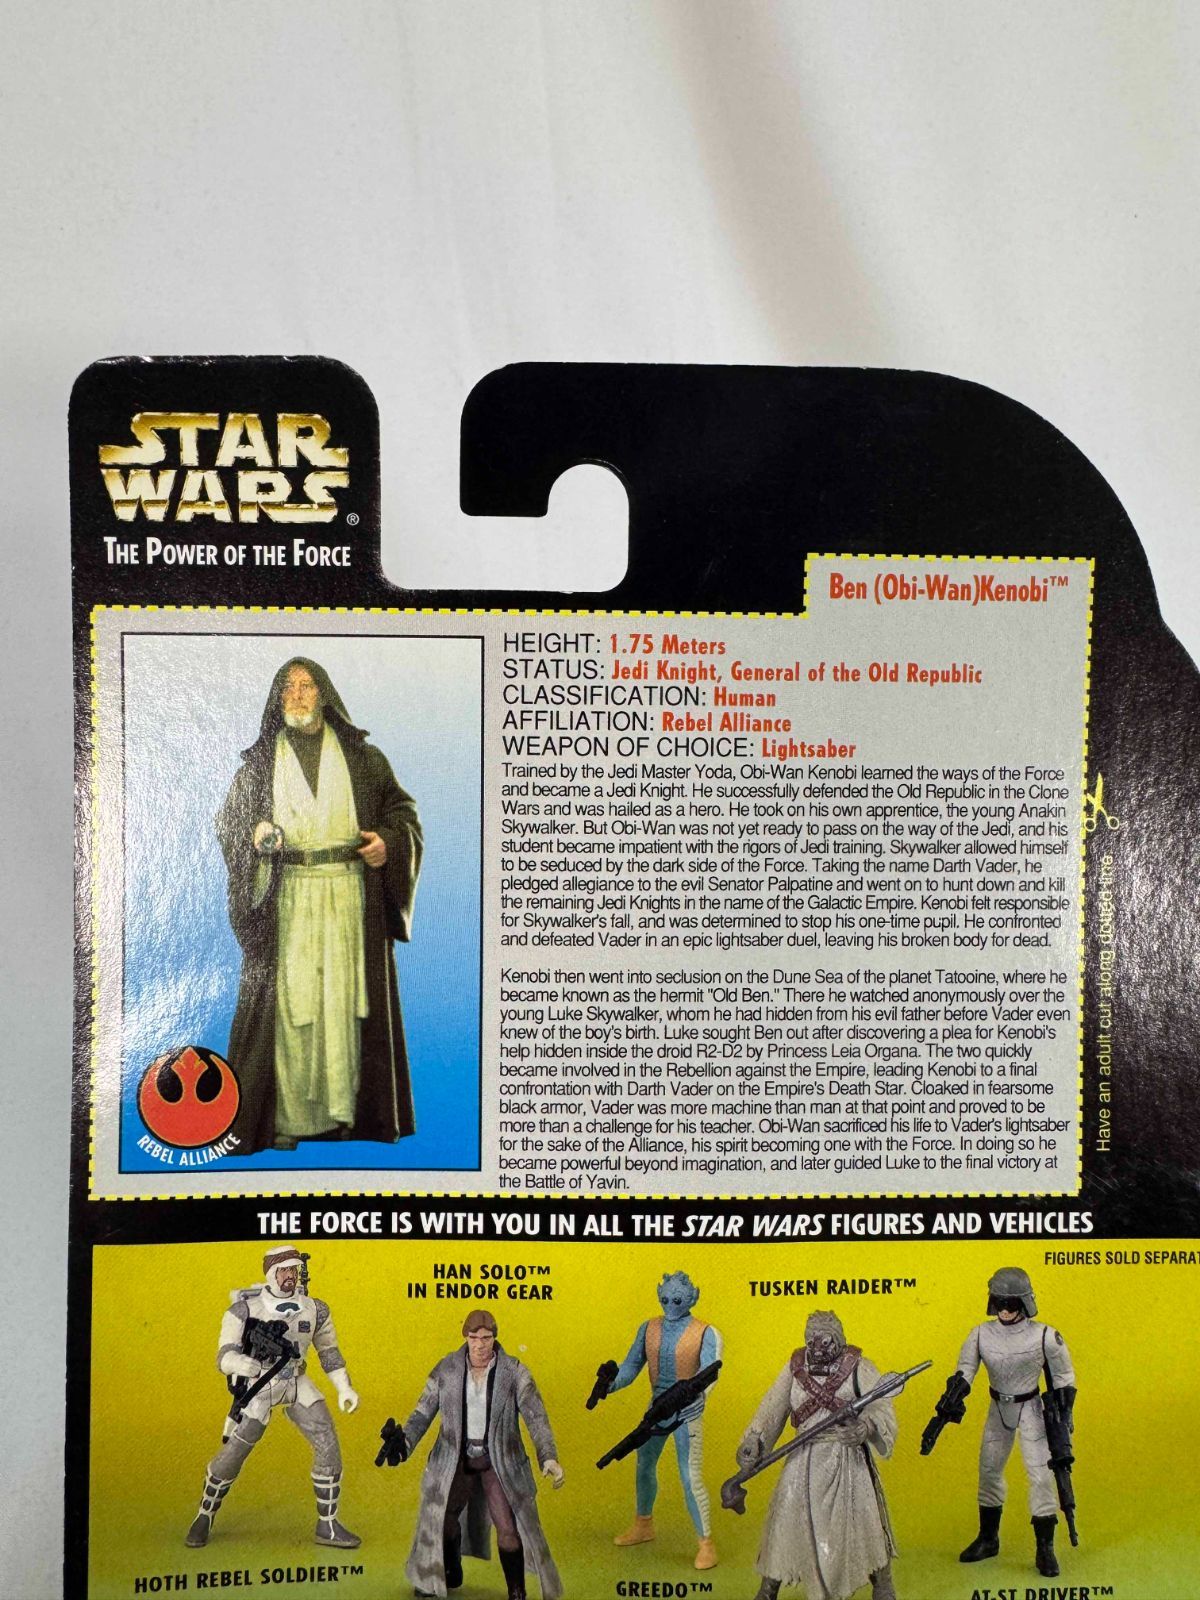 STAR
WARS®
THE POWER OF THE FORCE
Ben (Obi-Wan)Kenobi™
HEIGHT: 1.75 Meters
STATUS: Jedi Knight, General of the Old Republic
CLASSIFICATION: Human
AFFILIATION: Rebel Alliance
WEAPON OF CHOICE: Lightsaber
Trained by the Jedi Master Yoda, Obi-Wan Kenobi learned the ways of the Force
and became a Jedi Knight. He successfully defended the Old Republic in the Clone
Wars and was hailed as a hero. He took on his own apprentice, the young Anakin
Skywalker. But Obi-Wan was not yet ready to pass on the way of the Jedi, and his
student became impatient with the rigors of Jedi training. Skywalker allowed himself
to be seduced by the dark side of the Force. Taking the name Darth Vader, he
pledged allegiance to the evil Senator Palpatine and went on to hunt down and kill
the remaining Jedi Knights in the name of the Galactic Empire. Kenobi felt responsible
for Skywalker's fall, and was determined to stop his one-time pupil. He confronted
and defeated Vader in an epic lightsaber duel, leaving his broken body for dead.
Kenobi then went into seclusion on the Dune Sea of the planet Tatooine, where he
became known as the hermit "Old Ben." There he watched anonymously over the
young Luke Skywalker, whom he had hidden from his evil father before Vader even
knew of the boy's birth. Luke sought Ben out after discovering a plea for Kenobi's
help hidden inside the droid R2-D2 by Princess Leia Organa. The two quickly
became involved in the Rebellion against the Empire, leading Kenobi to a final
confrontation with Darth Vader on the Empire's Death Star. Cloaked in fearsome
black armor, Vader was more machine than man at that point and proved to be
more than a challenge for his teacher. Obi-Wan sacrificed his life to Vader's lightsaber
for the sake of the Alliance, his spirit becoming one with the Force. In doing so he
became powerful beyond imagination, and later guided Luke to the final victory at
the Battle of Yavin.
REBEL ALLIANCE
Have an adult cut along dotted line
THE FORCE IS WITH YOU IN ALL THE STAR WARS FIGURES AND VEHICLES
FIGURES SOLD SEPARAT
HAN SOLO™
IN ENDOR GEAR
TUSKEN RAIDER™
HOTH REBEL SOLDIER™
GREEDO™
AT-ST DRIVER™